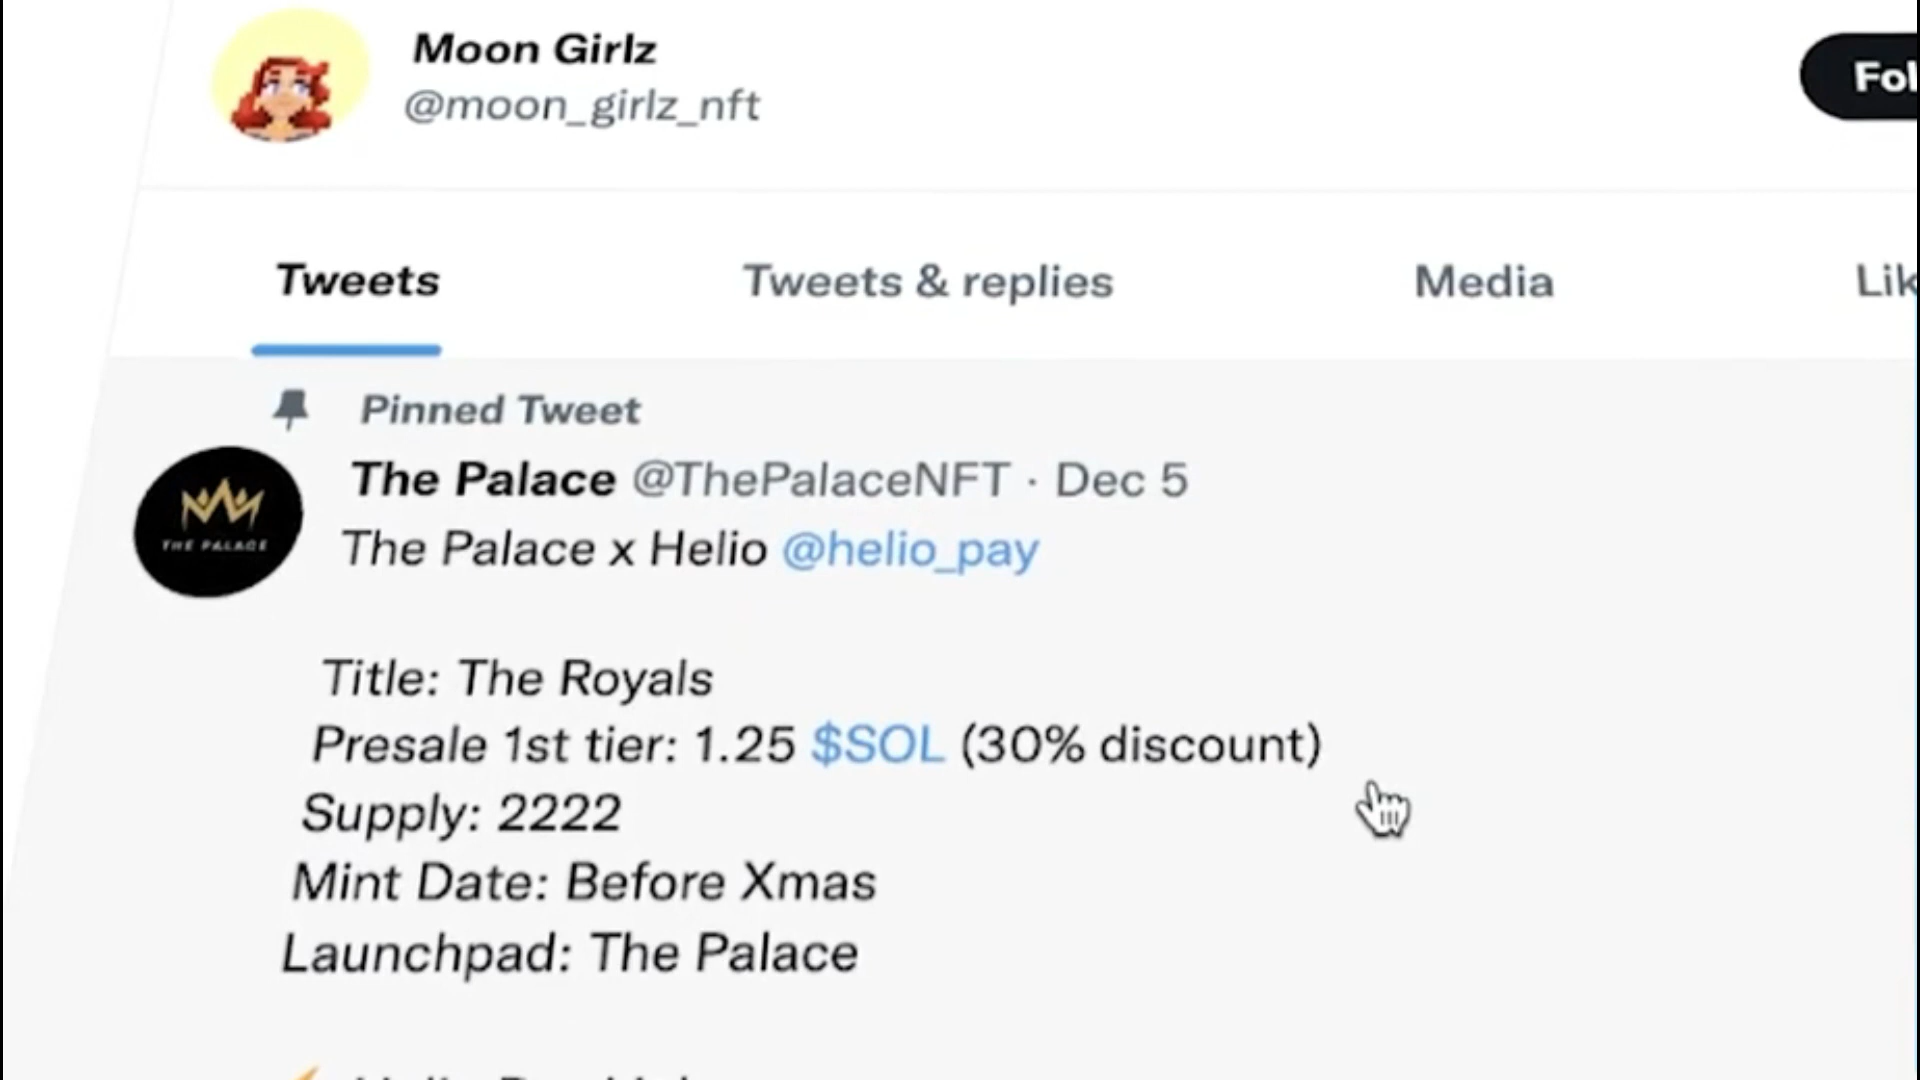 Moon Girlz
@moon_girlz_nft
Tweets
Tweets & replies
Media
Pinned Tweet
The Palace @ThePalaceNFT · Dec 5
THE PALACE
The Palace x Helio @helio_pay
Title: The Royals
Presale 1st tier: 1.25 $SOL (30% discount)
Supply: 2222
Mint Date: Before Xmas
Launchpad: The Palace